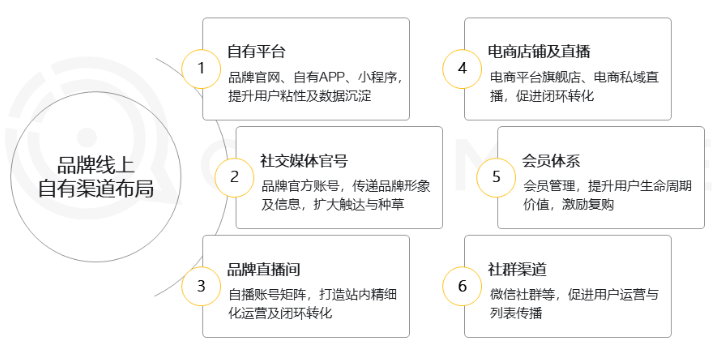 品牌线上
自有渠道布局
1
自有平台
品牌官网、自有APP、小程序，
提升用户粘性及数据沉淀
2
社交媒体官号
品牌官方账号，传递品牌形象
及信息，扩大触达与种草
3
品牌直播间
自播账号矩阵，打造站内精细
化运营及闭环转化
4
电商店铺及直播
电商平台旗舰店、电商私域直
播，促进闭环转化
5
会员体系
会员管理，提升用户生命周期
价值，激励复购
6
社群渠道
微信社群等，促进用户运营与
列表传播